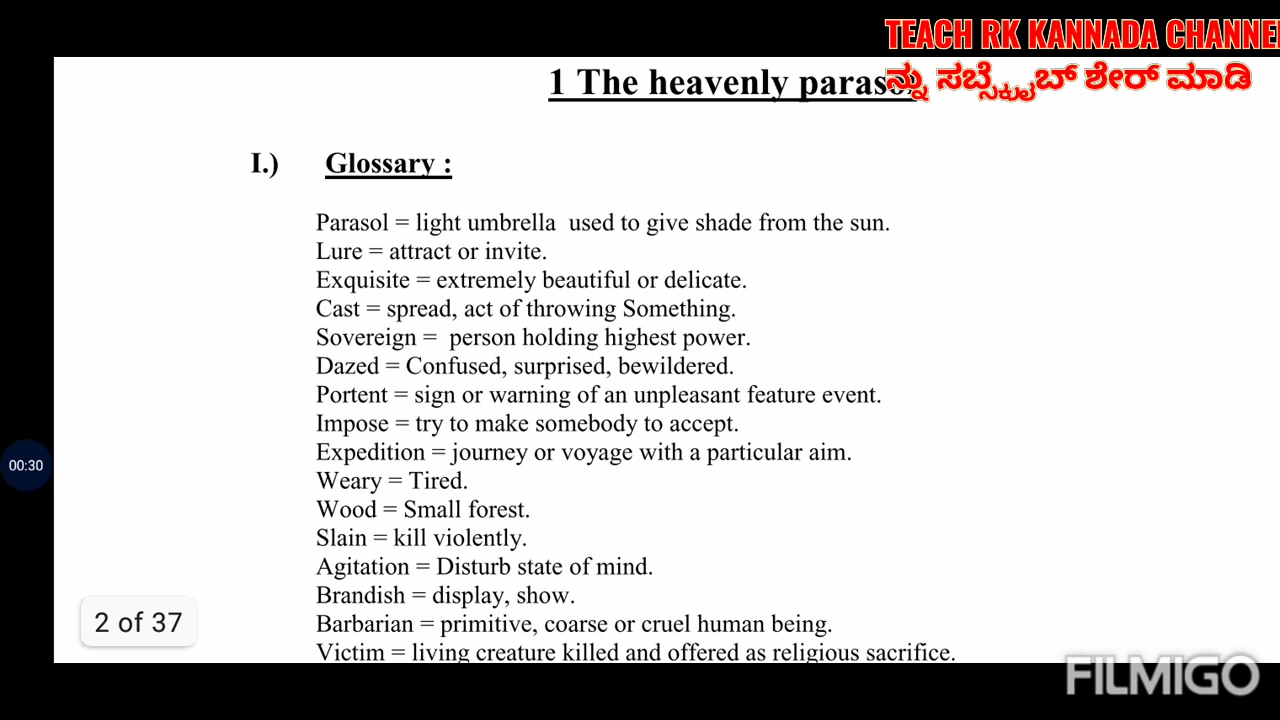 TEACH RK KANNADA CHANNE
ನ್ನು ಸಬ್ಸ್ಕ್ರೈಬ್ ಶೇರ್ ಮಾಡಿ
1 The heavenly paraso
I.) Glossary :
Parasol = light umbrella used to give shade from the sun.
Lure = attract or invite.
Exquisite = extremely beautiful or delicate.
Cast = spread, act of throwing Something.
Sovereign = person holding highest power.
Dazed = Confused, surprised, bewildered.
Portent = sign or warning of an unpleasant feature event.
Impose = try to make somebody to accept.
Expedition = journey or voyage with a particular aim.
Weary = Tired.
Wood = Small forest.
Slain = kill violently.
Agitation = Disturb state of mind.
Brandish = display, show.
Barbarian = primitive, coarse or cruel human being.
Victim = living creature killed and offered as religious sacrifice.
00:30
2 of 37
FILMIGO